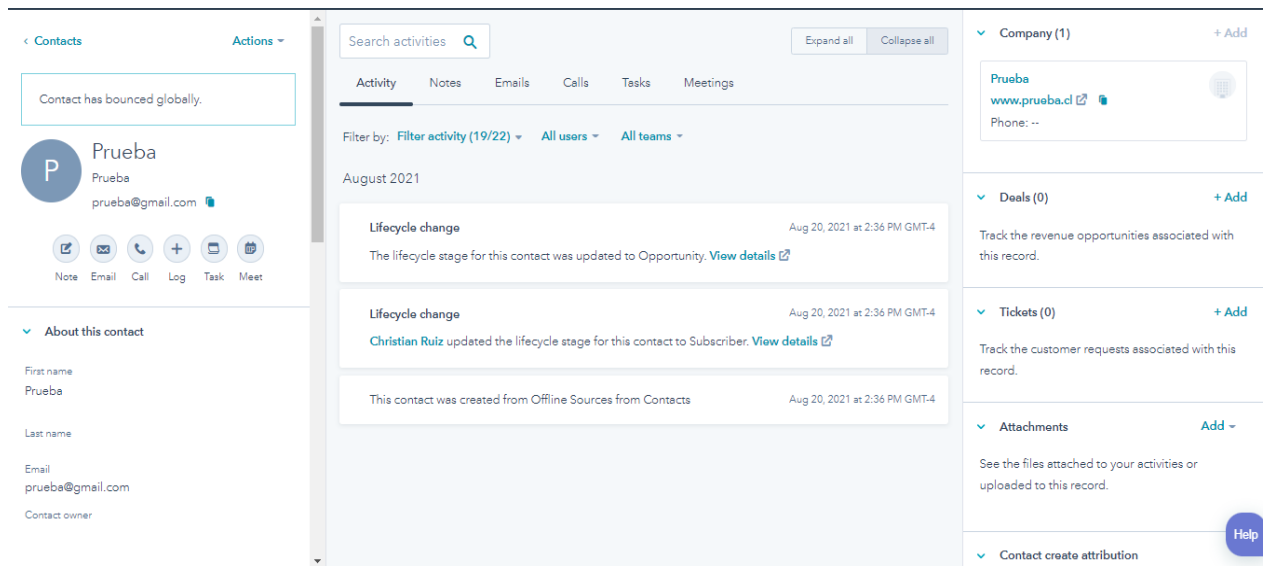 Contacts
Actions
Contact has bounced globally.
P
Prueba
Prueba
prueba@gmail.com
Note Email Call Log Task Meet
About this contact
First name
Prueba
Last name
Email
prueba@gmail.com
Contact owner
Search activities
Expand all Collapse all
Activity Notes Emails Calls Tasks Meetings
Filter by: Filter activity (19/22) All users All teams
August 2021
Lifecycle change Aug 20, 2021 at 2:36 PM GMT-4
The lifecycle stage for this contact was updated to Opportunity. View details
Lifecycle change Aug 20, 2021 at 2:36 PM GMT-4
Christian Ruiz updated the lifecycle stage for this contact to Subscriber. View details
This contact was created from Offline Sources from Contacts Aug 20, 2021 at 2:36 PM GMT-4
Company (1) + Add
Prueba
www.prueba.cl
Phone: --
Deals (0) + Add
Track the revenue opportunities associated with
this record.
Tickets (0) + Add
Track the customer requests associated with this
record.
Attachments Add
See the files attached to your activities or
uploaded to this record.
Help
Contact create attribution